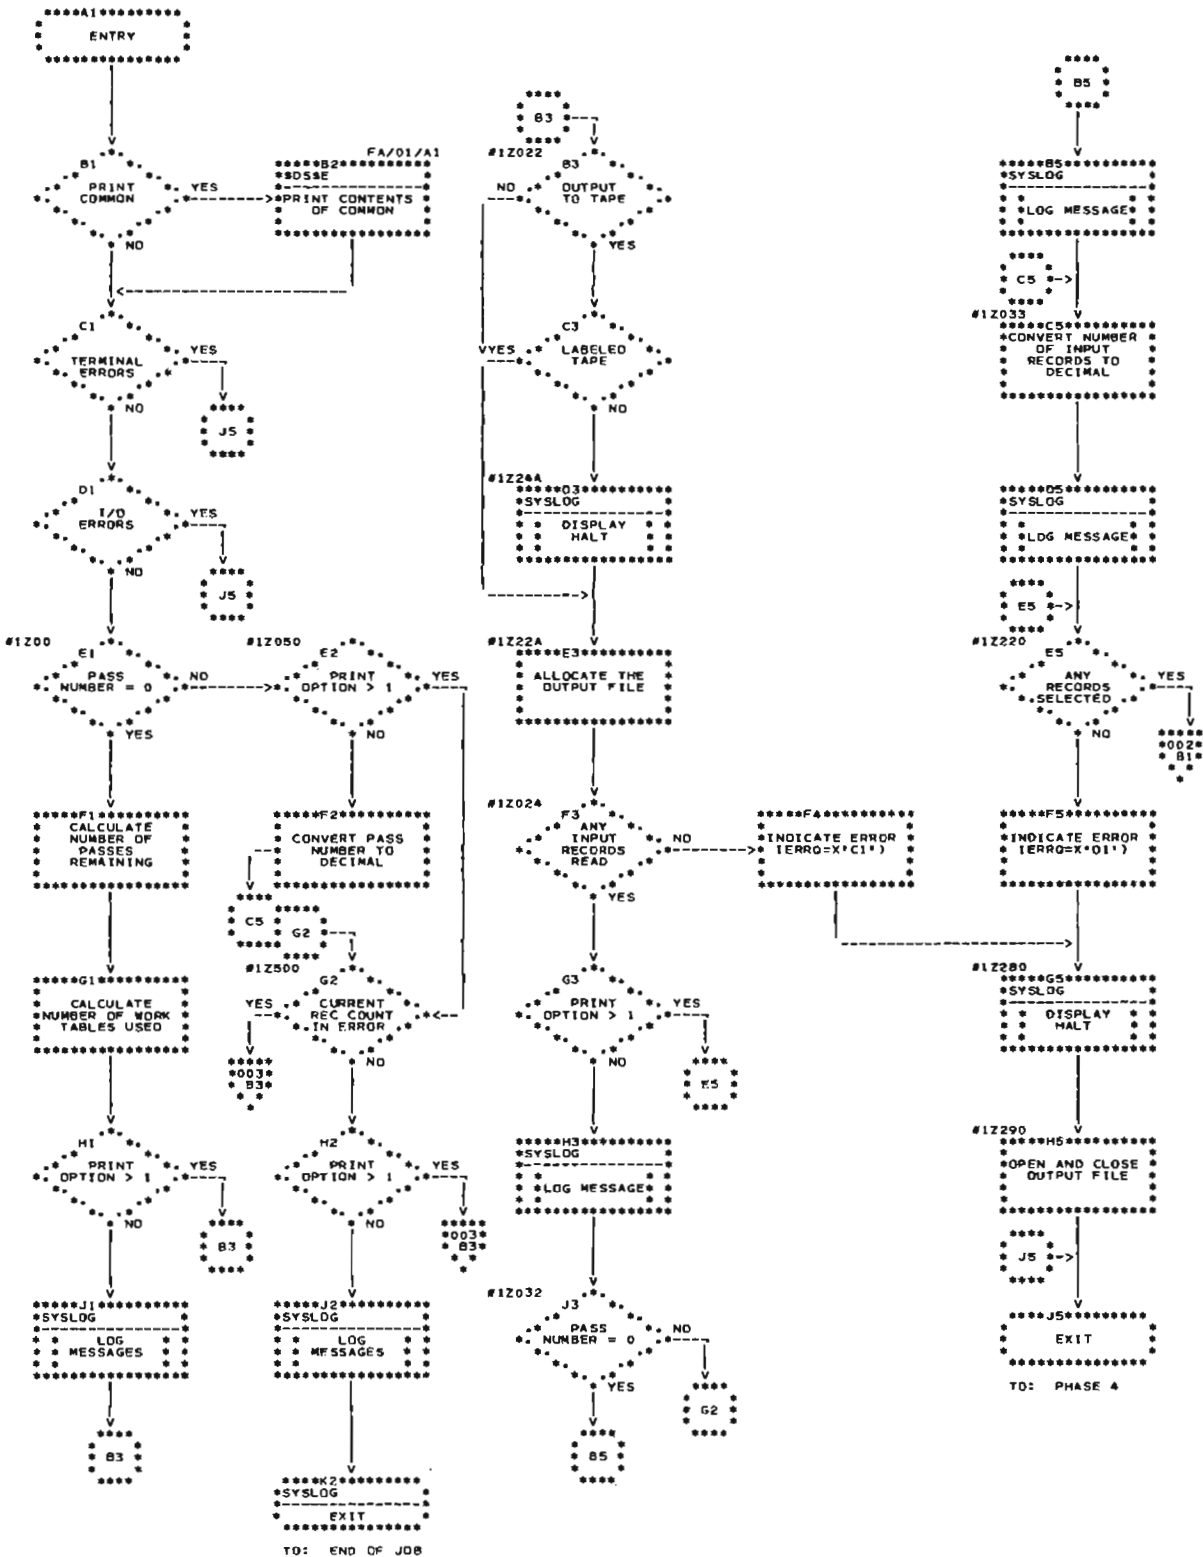 A1
ENTRY
B1
PRINT
COMMON
YES
NO
FA/01/A1
B2
$DSSE
PRINT CONTENTS
OF COMMON
C1
TERMINAL
ERRORS
YES
NO
J5
D1
I/O
ERRORS
YES
NO
J5
#1Z00
E1
PASS
NUMBER = 0
NO
YES
#1Z050
E2
PRINT
OPTION > 1
YES
NO
F1
CALCULATE
NUMBER OF
PASSES
REMAINING
F2
CONVERT PASS
NUMBER TO
DECIMAL
C5
G2
G1
CALCULATE
NUMBER OF WORK
TABLES USED
#1Z500
G2
CURRENT
REC COUNT
IN ERROR
YES
NO
003
B3
H1
PRINT
OPTION > 1
YES
NO
B3
H2
PRINT
OPTION > 1
YES
NO
003
B3
J1
SYSLOG
LOG
MESSAGES
B3
J2
SYSLOG
LOG
MESSAGES
K2
SYSLOG
EXIT
TO: END OF JOB
B3
#1Z022
B3
OUTPUT
TO TAPE
NO
YES
C3
LABELED
TAPE
YES
NO
#1Z24A
D3
SYSLOG
DISPLAY
HALT
#1Z22A
E3
ALLOCATE THE
OUTPUT FILE
#1Z024
F3
ANY
INPUT
RECORDS
READ
NO
YES
F4
INDICATE ERROR
(ERRO=X'C1')
G3
PRINT
OPTION > 1
YES
NO
E5
H3
SYSLOG
LOG MESSAGE
#1Z032
J3
PASS
NUMBER = 0
NO
YES
G2
B5
B5
B5
SYSLOG
LOG MESSAGE
C5
#1Z033
C5
CONVERT NUMBER
OF INPUT
RECORDS TO
DECIMAL
D5
SYSLOG
LOG MESSAGE
E5
#1Z220
E5
ANY
RECORDS
SELECTED
YES
NO
002
B1
F5
INDICATE ERROR
(ERRO=X'D1')
#1Z280
G5
SYSLOG
DISPLAY
HALT
#1Z290
H5
OPEN AND CLOSE
OUTPUT FILE
J5
J5
EXIT
TO: PHASE 4